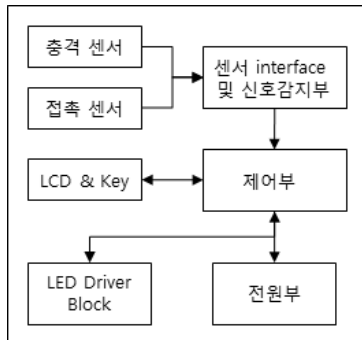 충격 센서
센서 interface
및 신호감지부
접촉 센서
LCD & Key
제어부
LED Driver
Block
전원부